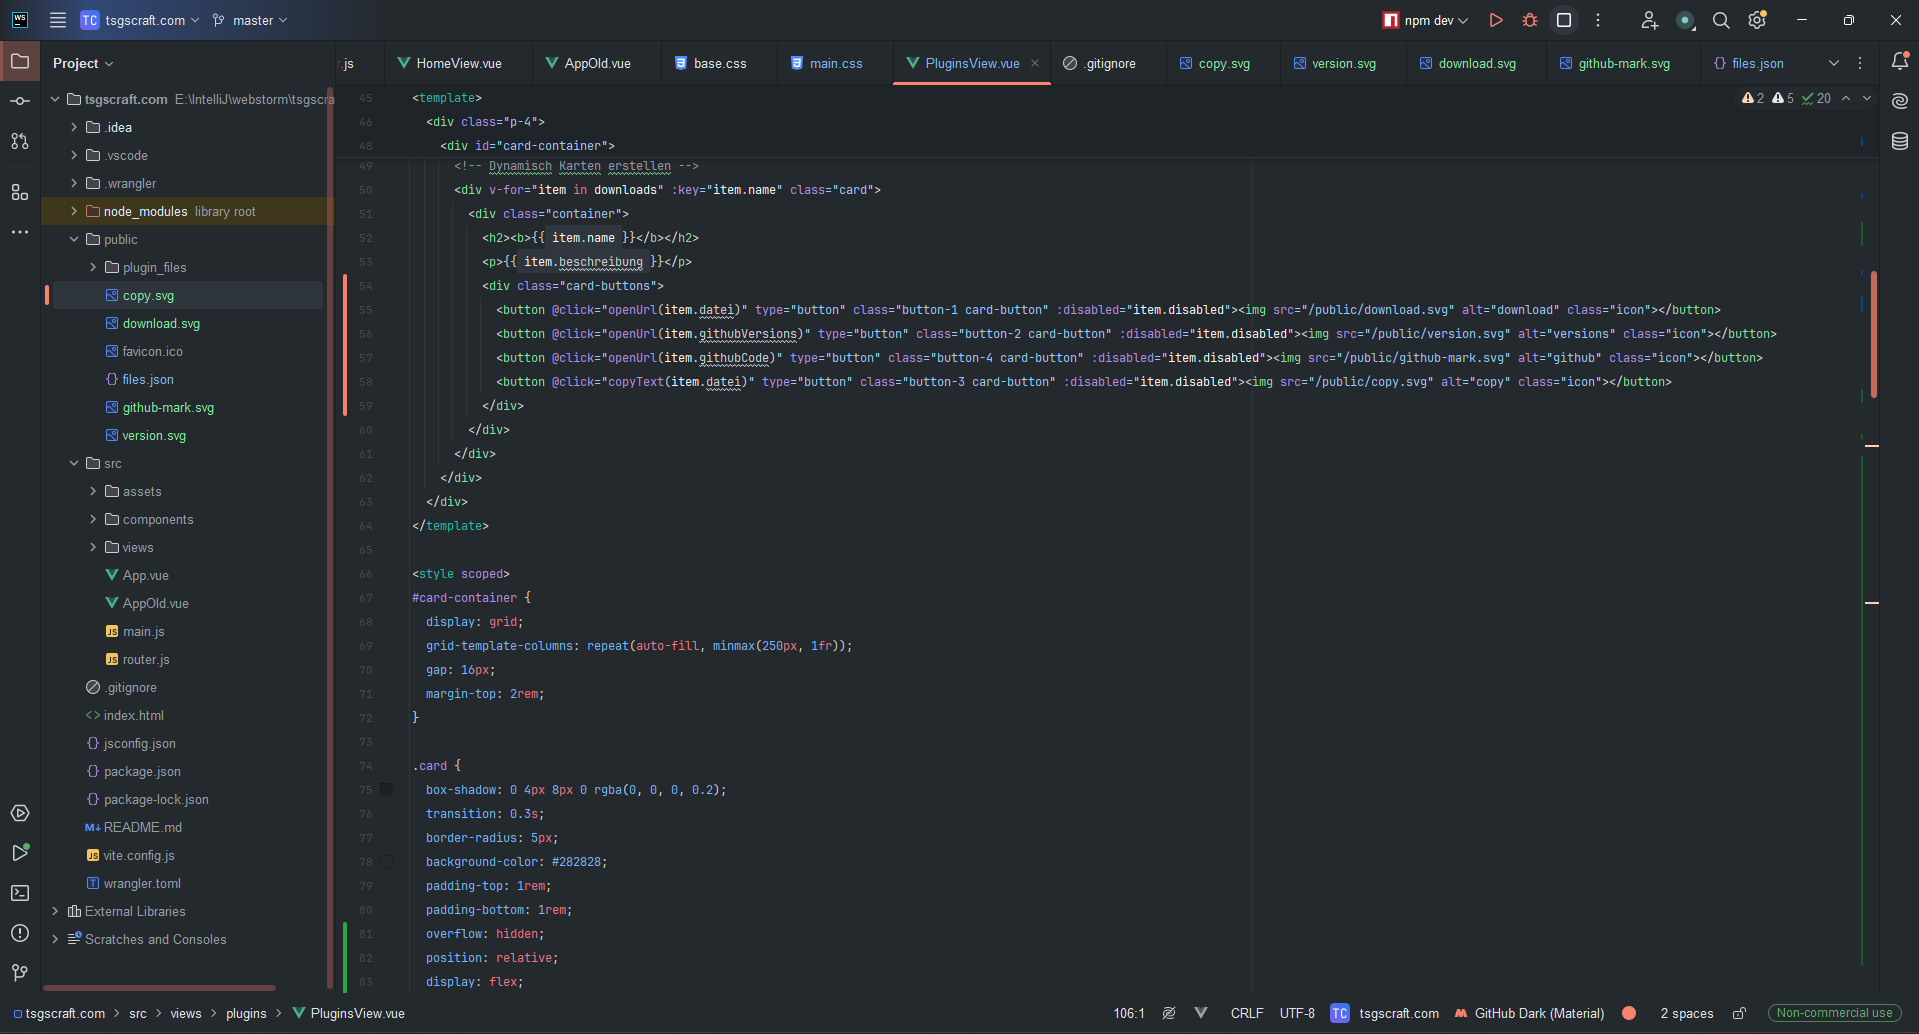 WS
TC tsgscraft.com master npm dev
Project
.js HomeView.vue AppOld.vue base.css main.css PluginsView.vue .gitignore copy.svg version.svg download.svg github-mark.svg files.json
tsgscraft.com E:\IntelliJ\webstorm\tsgscra
.idea
.vscode
.wrangler
node_modules library root
public
plugin_files
copy.svg
download.svg
favicon.ico
files.json
github-mark.svg
version.svg
src
assets
components
views
App.vue
AppOld.vue
main.js
router.js
.gitignore
index.html
jsconfig.json
package.json
package-lock.json
README.md
vite.config.js
wrangler.toml
External Libraries
Scratches and Consoles
2 5 20
45 <template>
46 <div class="p-4">
48 <div id="card-container">
49 <!-- Dynamisch Karten erstellen -->
50 <div v-for="item in downloads" :key="item.name" class="card">
51 <div class="container">
52 <h2><b>{{ item.name }}</b></h2>
53 <p>{{ item.beschreibung }}</p>
54 <div class="card-buttons">
55 <button @click="openUrl(item.datei)" type="button" class="button-1 card-button" :disabled="item.disabled"><img src="/public/download.svg" alt="download" class="icon"></button>
56 <button @click="openUrl(item.githubVersions)" type="button" class="button-2 card-button" :disabled="item.disabled"><img src="/public/version.svg" alt="versions" class="icon"></button>
57 <button @click="openUrl(item.githubCode)" type="button" class="button-4 card-button" :disabled="item.disabled"><img src="/public/github-mark.svg" alt="github" class="icon"></button>
58 <button @click="copyText(item.datei)" type="button" class="button-3 card-button" :disabled="item.disabled"><img src="/public/copy.svg" alt="copy" class="icon"></button>
59 </div>
60 </div>
61 </div>
62 </div>
63 </div>
64 </template>
65
66 <style scoped>
67 #card-container {
68 display: grid;
69 grid-template-columns: repeat(auto-fill, minmax(250px, 1fr));
70 gap: 16px;
71 margin-top: 2rem;
72 }
73
74 .card {
75 box-shadow: 0 4px 8px 0 rgba(0, 0, 0, 0.2);
76 transition: 0.3s;
77 border-radius: 5px;
78 background-color: #282828;
79 padding-top: 1rem;
80 padding-bottom: 1rem;
81 overflow: hidden;
82 position: relative;
83 display: flex;
tsgscraft.com > src > views > plugins > PluginsView.vue 106:1 CRLF UTF-8 TC tsgscraft.com GitHub Dark (Material) 2 spaces Non-commercial use